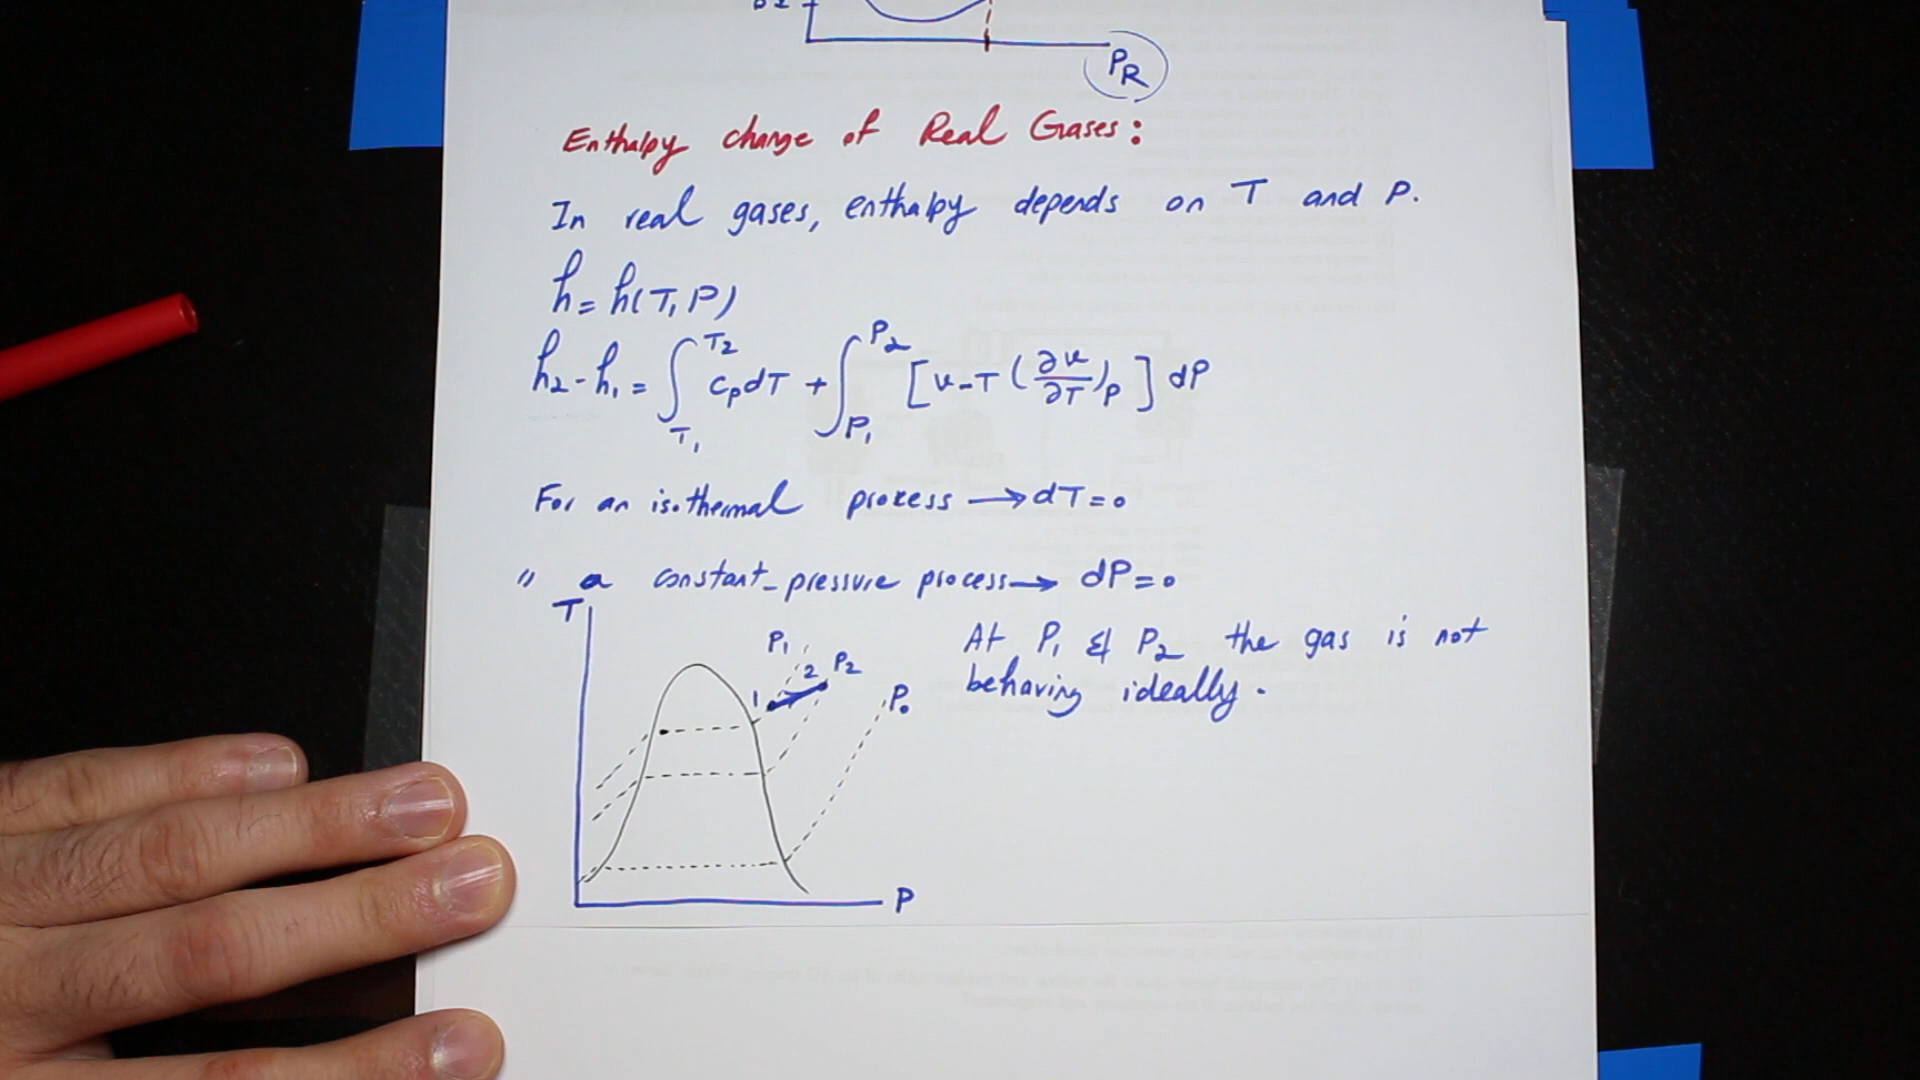 P_R
Enthalpy change of Real Gases:
In real gases, enthalpy depends on T and P.
h = h(T, P)
h₂ - h₁ = ∫_{T₁}^{T₂} c_p dT + ∫_{P₁}^{P₂} [v - T (∂v/∂T)_P] dP
For an isothermal process → dT = 0
" a constant-pressure process → dP = 0
T
P₁
1 2 P₂
P₀
P
At P₁ & P₂ the gas is not
behaving ideally.